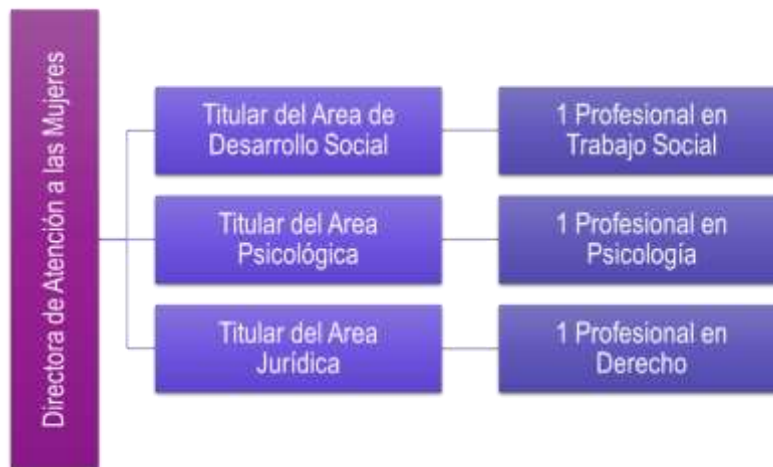 Directora de Atención a las Mujeres
Titular del Area de
Desarrollo Social
1 Profesional en
Trabajo Social
Titular del Area
Psicológica
1 Profesional en
Psicología
Titular del Area
Jurídica
1 Profesional en
Derecho